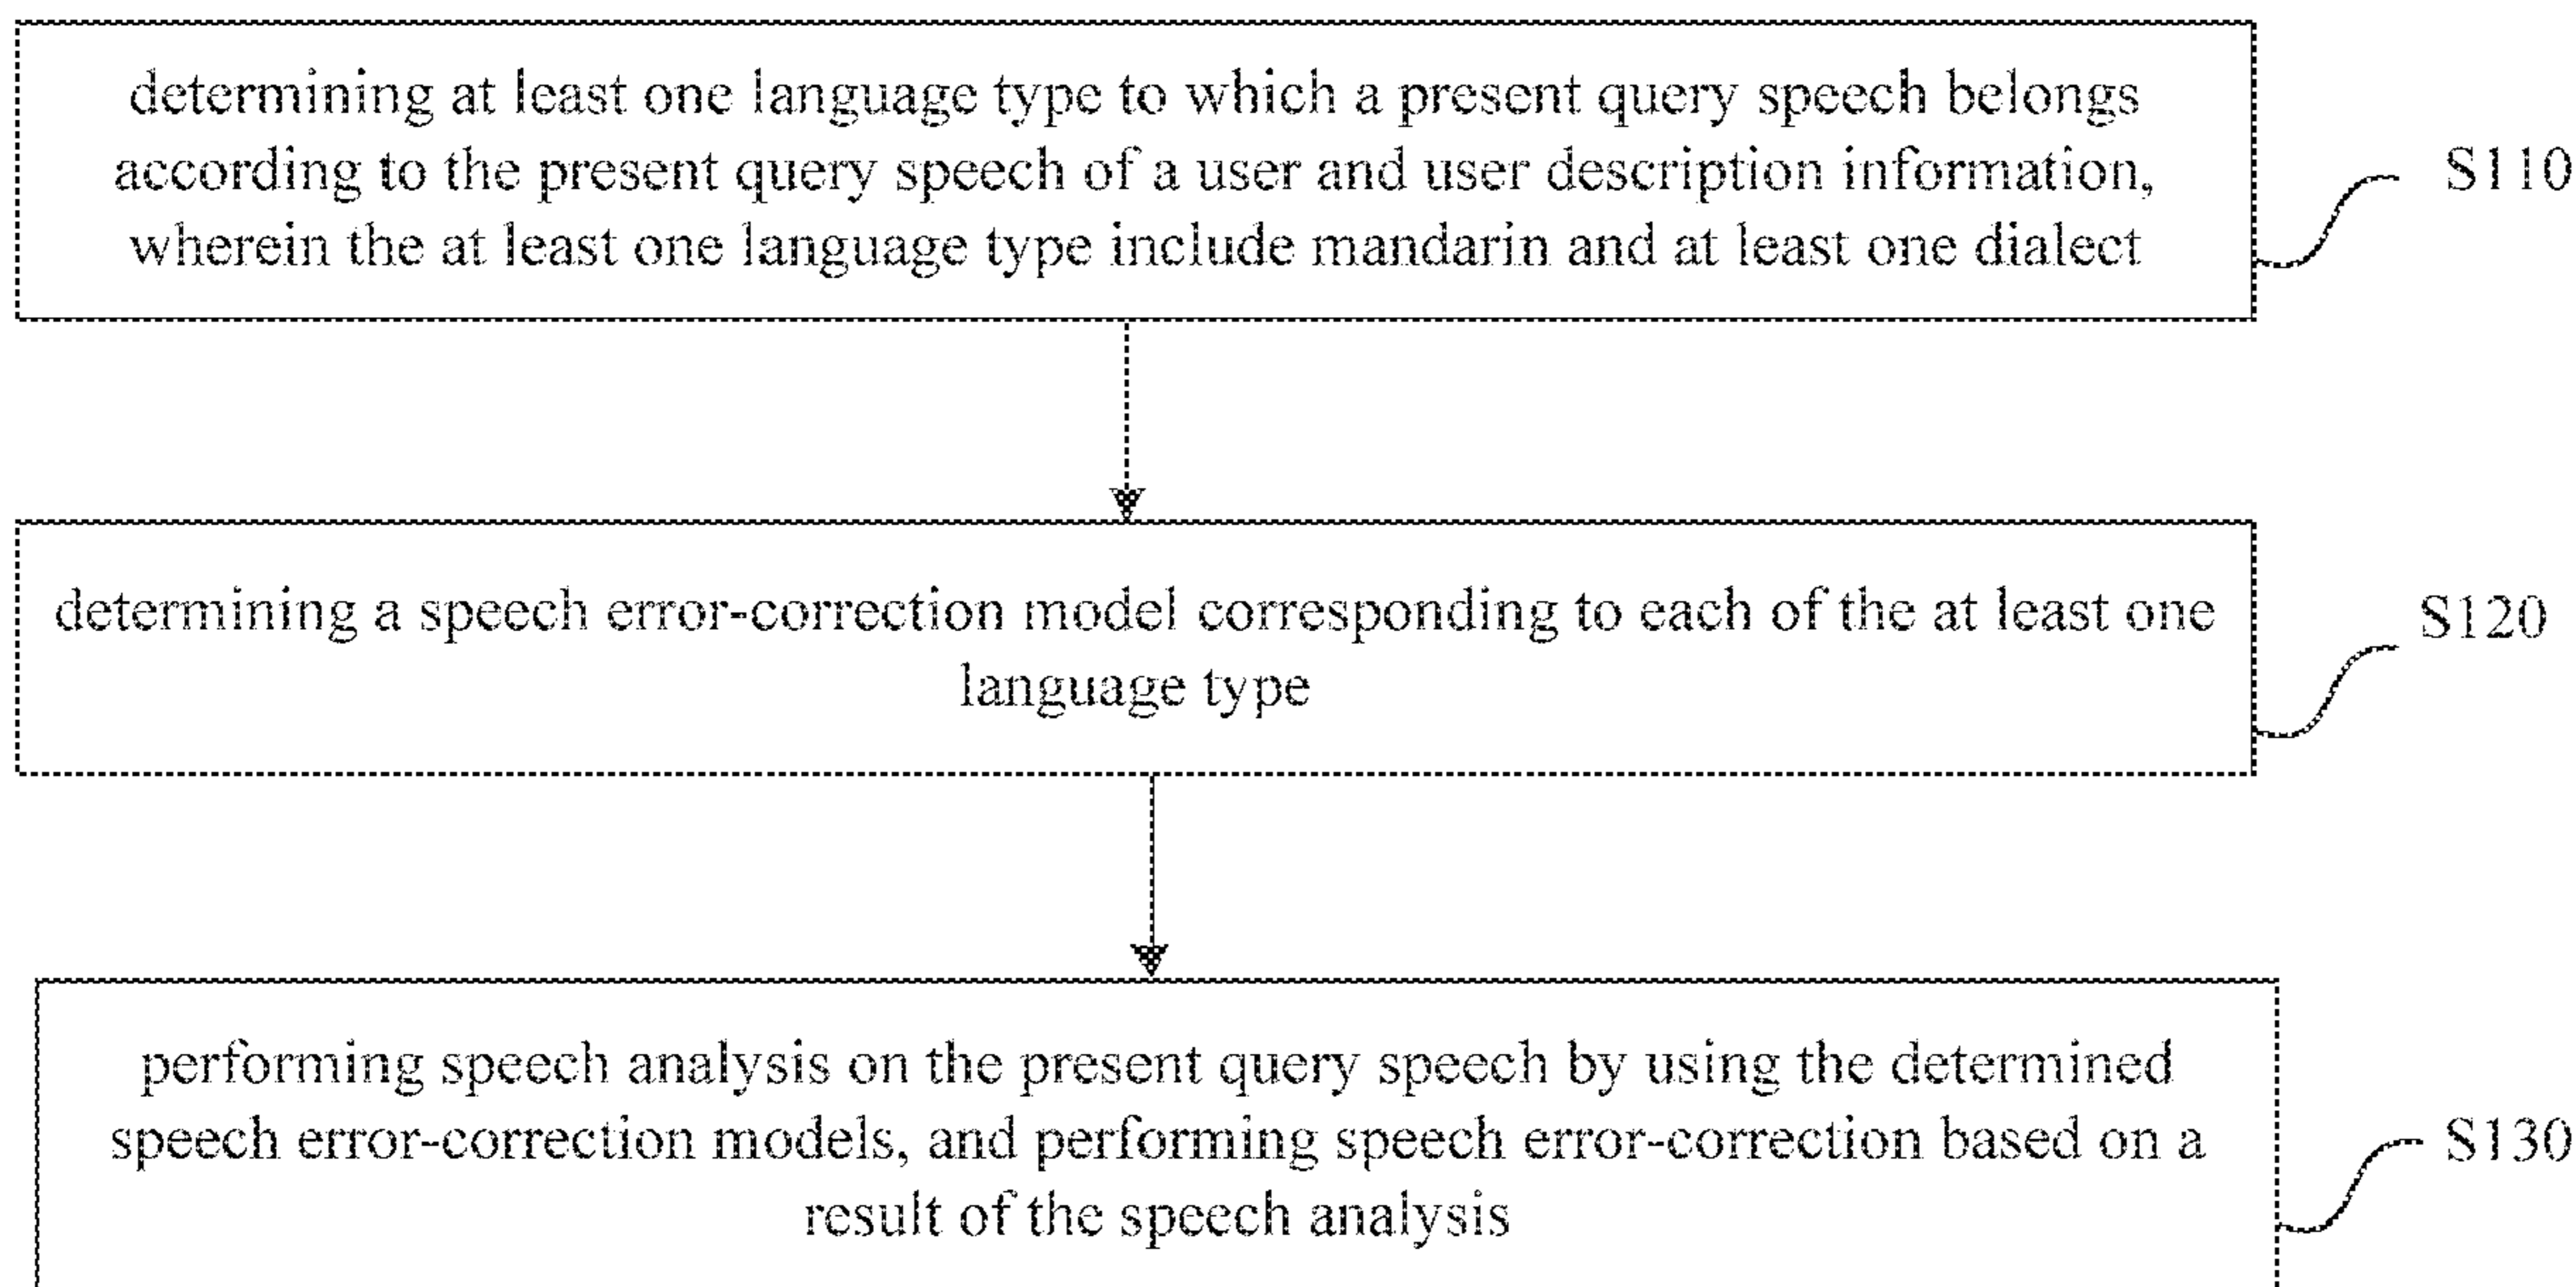 determining at least one language type to which a present query speech belongs
according to the present query speech of a user and user description information,
wherein the at least one language type include mandarin and at least one dialect
S110
determining a speech error-correction model corresponding to each of the at least one
language type
S120
performing speech analysis on the present query speech by using the determined
speech error-correction models, and performing speech error-correction based on a
result of the speech analysis
S130